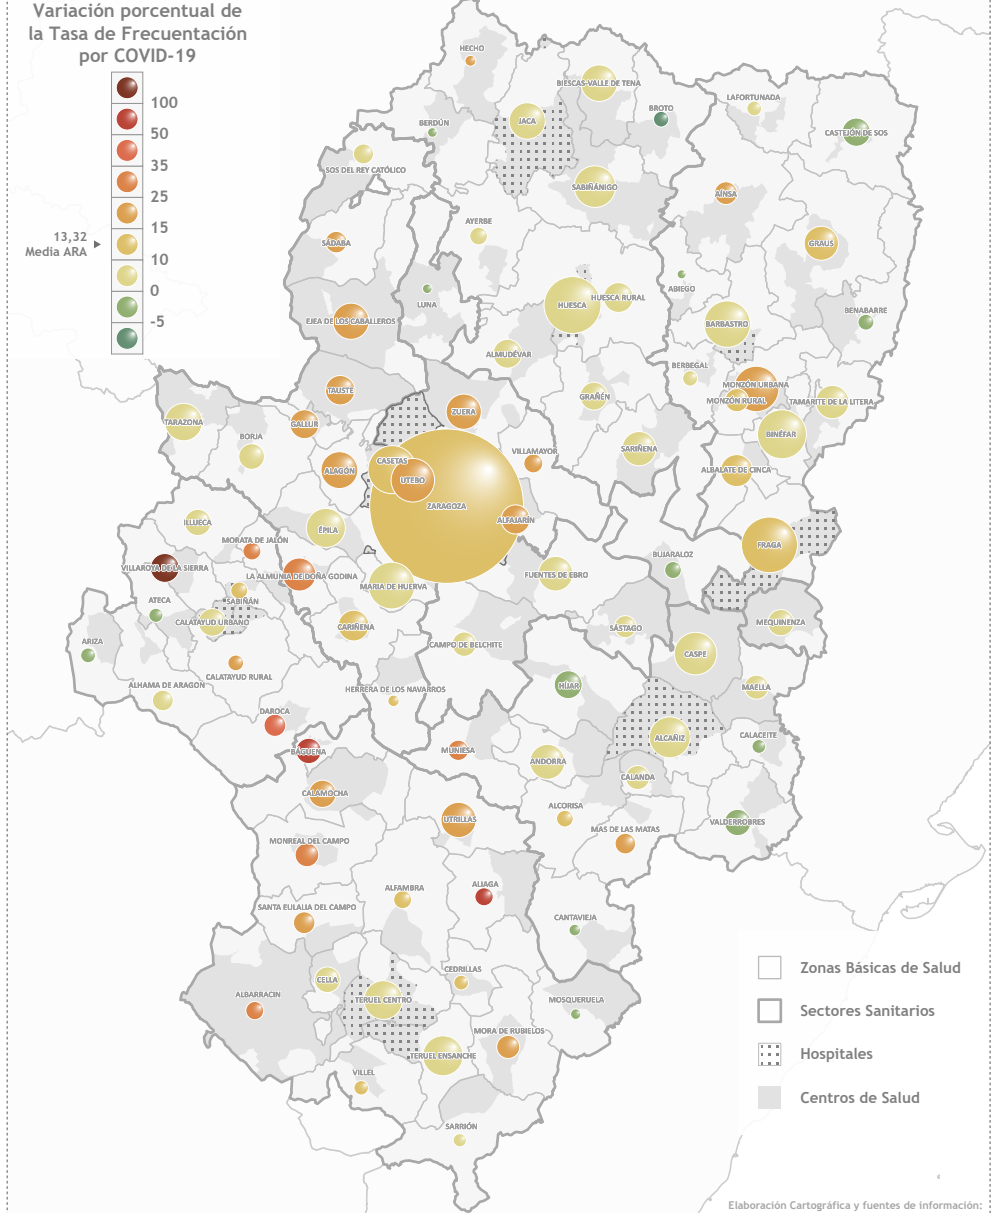 Variación porcentual de
la Tasa de Frecuentación
por COVID-19
100
50
35
25
15
13,32
Media ARA
10
0
-5
HECHO
BIESCAS-VALLE DE TENA
LAFORTUNADA
BROTO
JACA
BERDÚN
CASTEJÓN DE SOS
SOS DEL REY CATÓLICO
SABIÑÁNIGO
AÍNSA
AYERBE
SÁDABA
GRAUS
ABIEGO
LUNA
HUESCA RURAL
HUESCA
BENABARRE
EJEA DE LOS CABALLEROS
BARBASTRO
ALMUDÉVAR
BERBEGAL
MONZÓN URBANA
TAUSTE
GRAÑÉN
MONZÓN RURAL
TAMARITE DE LA LITERA
ZUERA
TARAZONA
GALLUR
BORJA
BINÉFAR
SARIÑENA
VILLAMAYOR
CASETAS
ALAGÓN
ALBALATE DE CINCA
UTEBO
ZARAGOZA
ALFAJARÍN
ILLUECA
ÉPILA
MORATA DE JALÓN
FRAGA
BUJARALOZ
VILLAROYA DE LA SIERRA
LA ALMUNIA DE DOÑA GODINA
FUENTES DE EBRO
MARIA DE HUERVA
ATECA
SABIÑÁN
CALATAYUD URBANO
CARIÑENA
SÁSTAGO
MEQUINENZA
ARIZA
CAMPO DE BELCHITE
CASPE
CALATAYUD RURAL
ALHAMA DE ARAGON
HERRERA DE LOS NAVARROS
HÍJAR
MAELLA
DAROCA
CALACEITE
ALCAÑIZ
BÁGUENA
MUNIESA
ANDORRA
CALANDA
CALAMOCHA
ALCORISA
UTRILLAS
VALDERROBRES
MAS DE LAS MATAS
MONREAL DEL CAMPO
ALIAGA
ALFAMBRA
SANTA EULALIA DEL CAMPO
CANTAVIEJA
CEDRILLAS
CELLA
ALBARRACIN
TERUEL CENTRO
MOSQUERUELA
MORA DE RUBIELOS
TERUEL ENSANCHE
VILLEL
SARRIÓN
Zonas Básicas de Salud
Sectores Sanitarios
Hospitales
Centros de Salud
Elaboración Cartográfica y fuentes de información: